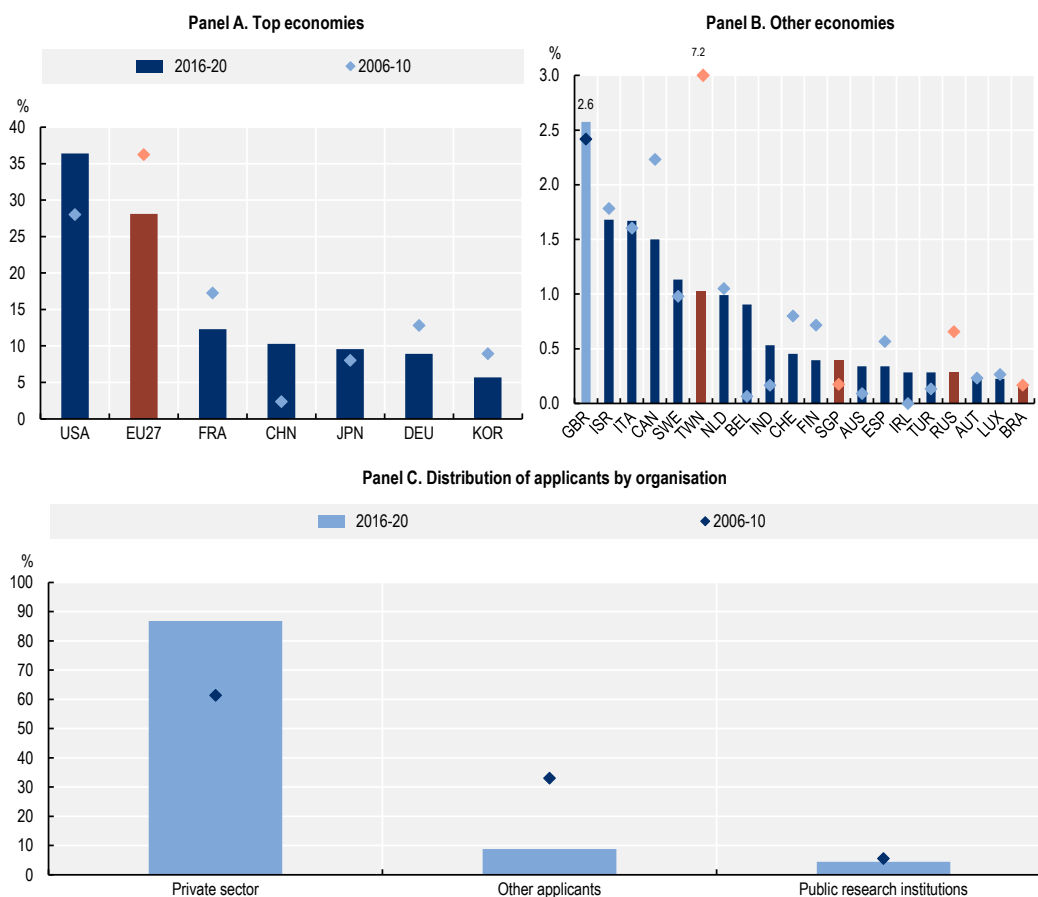 Panel A. Top economies
2016-20
2006-10
%
40
35
30
25
20
15
10
5
0
USA
EU27
FRA
CHN
JPN
DEU
KOR
Panel B. Other economies
%
7.2
3.0
2.6
2.5
2.0
1.5
1.0
0.5
0.0
GBR
ISR
ITA
CAN
SWE
TWN
NLD
BEL
IND
CHE
FIN
SGP
AUS
ESP
IRL
TUR
RUS
AUT
LUX
BRA
Panel C. Distribution of applicants by organisation
2016-20
2006-10
%
100
90
80
70
60
50
40
30
20
10
0
Private sector
Other applicants
Public research institutions